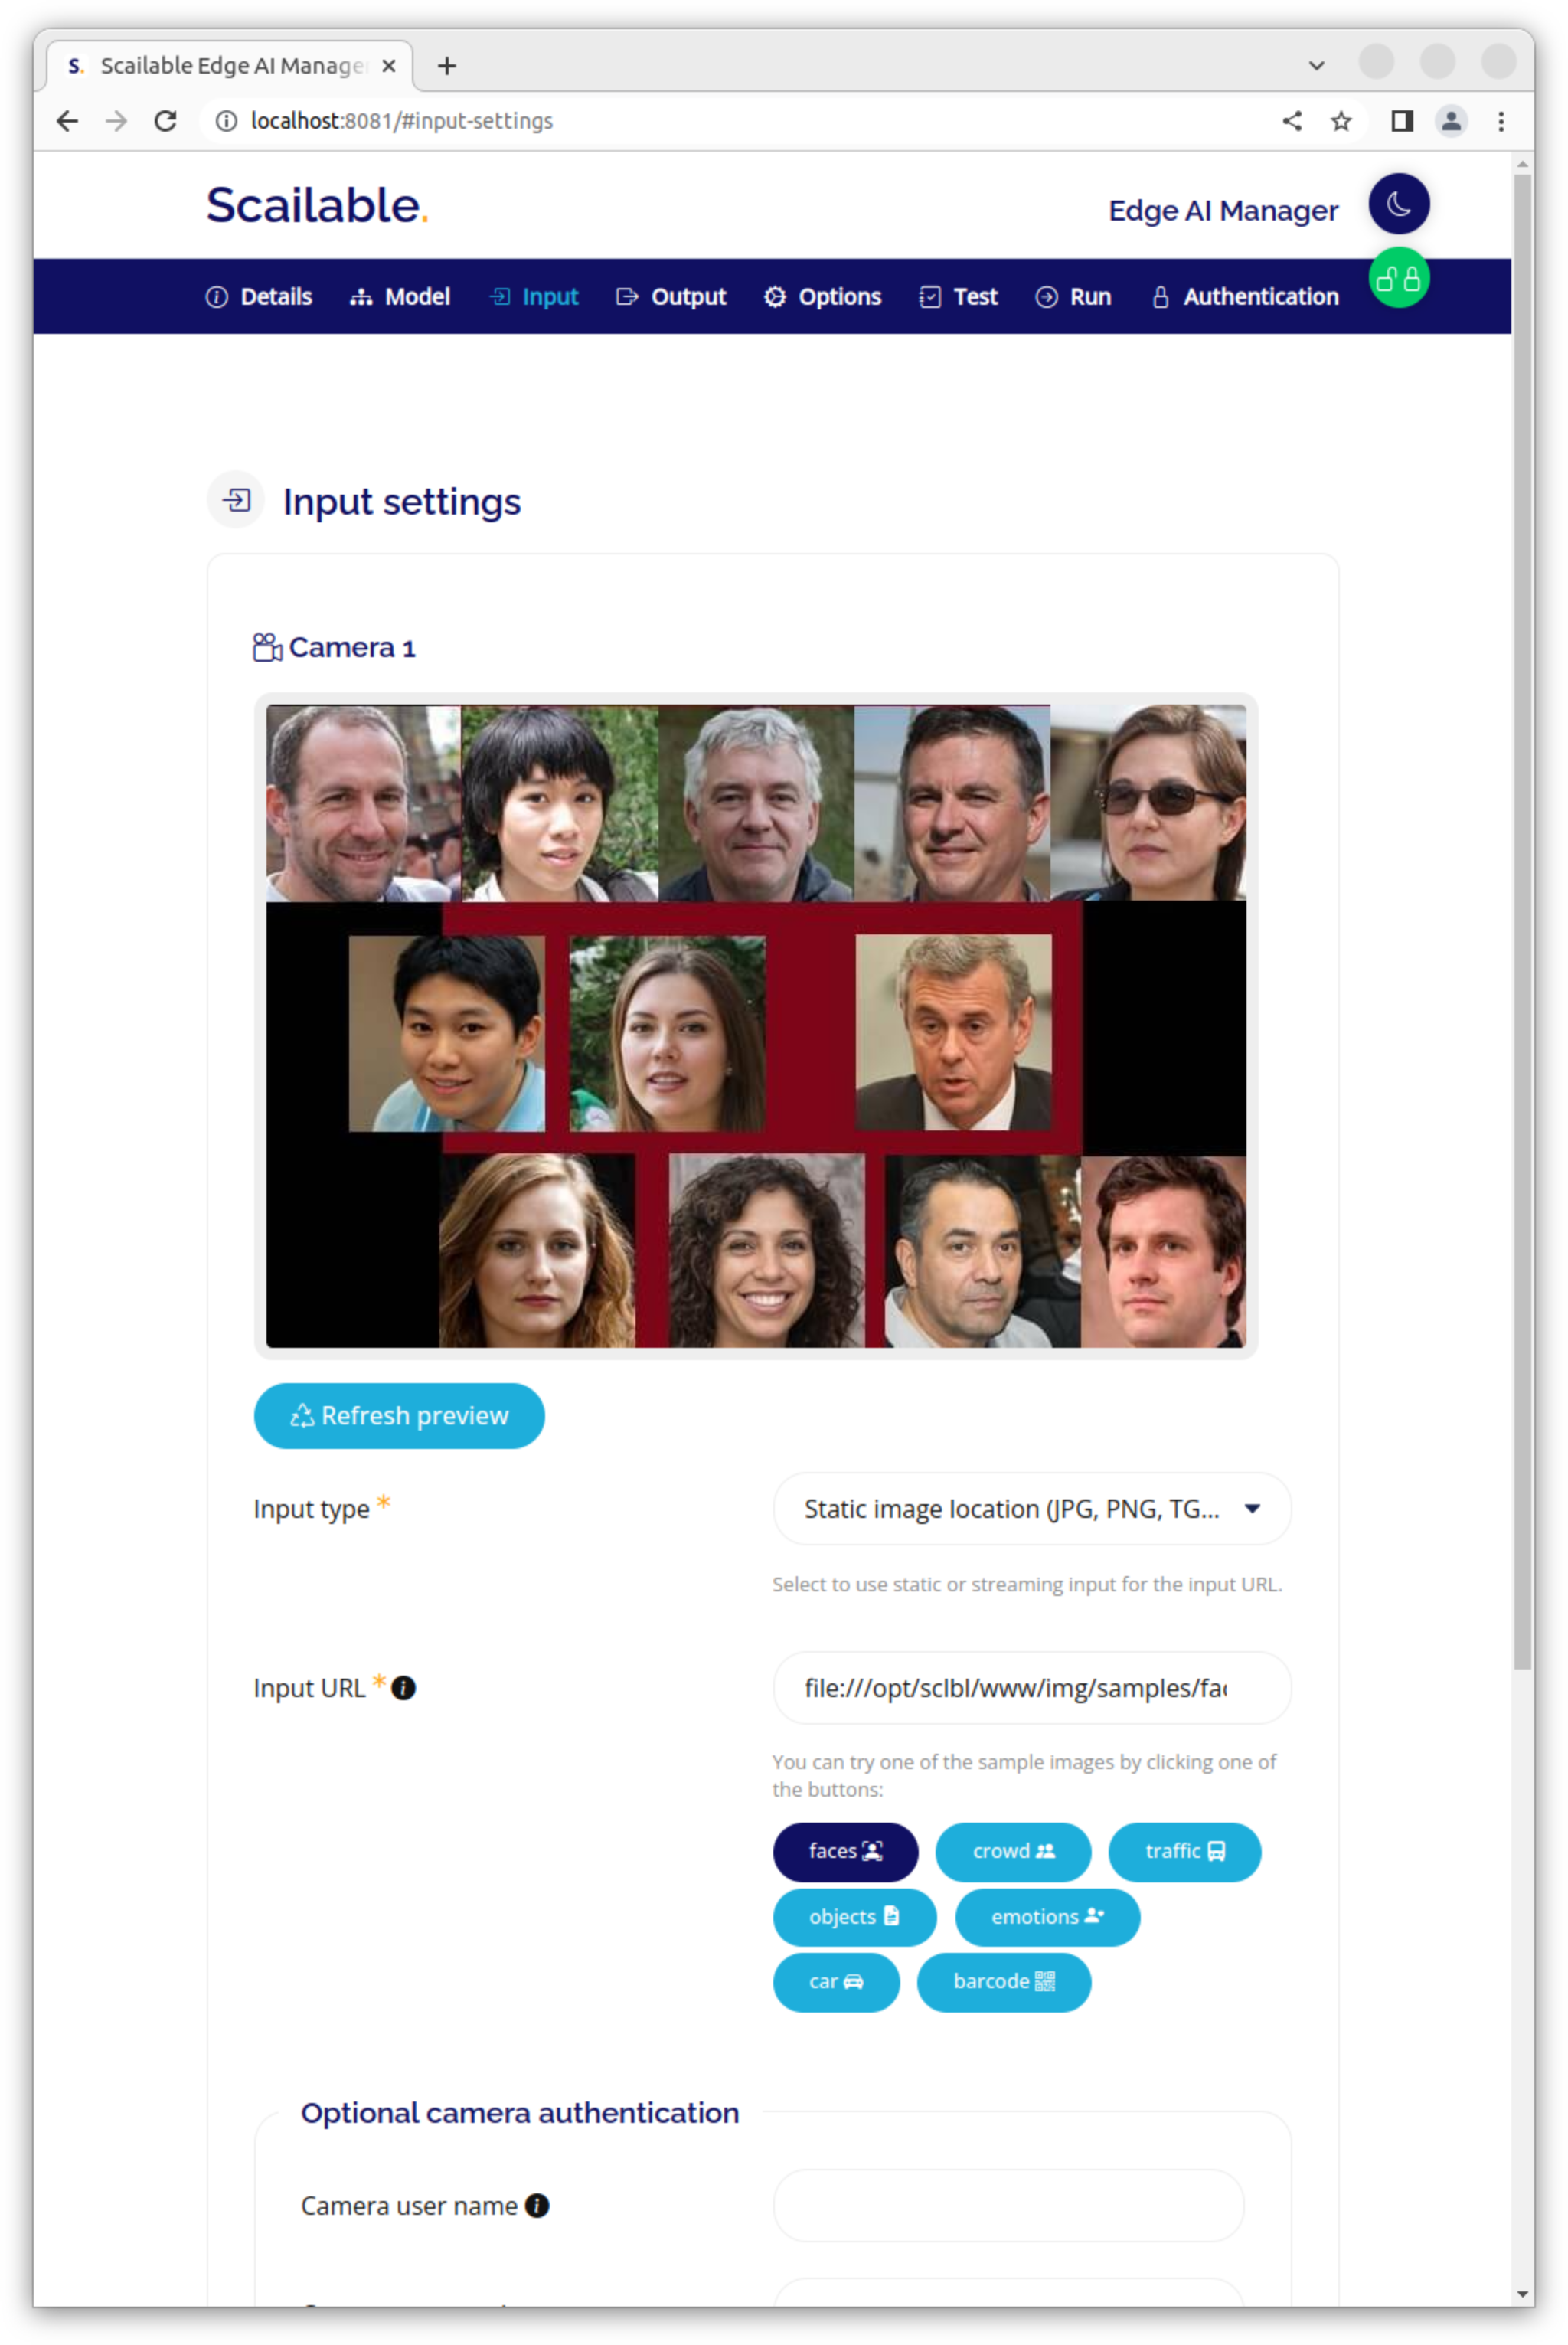 S. Scailable Edge AI Manage
localhost:8081/#input-settings
Scailable.
Edge AI Manager
Details Model Input Output Options Test Run Authentication
Input settings
Camera 1
Refresh preview
Input type *
Static image location (JPG, PNG, TG...
Select to use static or streaming input for the input URL.
Input URL *
file:///opt/sclbl/www/img/samples/fac
You can try one of the sample images by clicking one of
the buttons:
faces crowd traffic
objects emotions
car barcode
Optional camera authentication
Camera user name